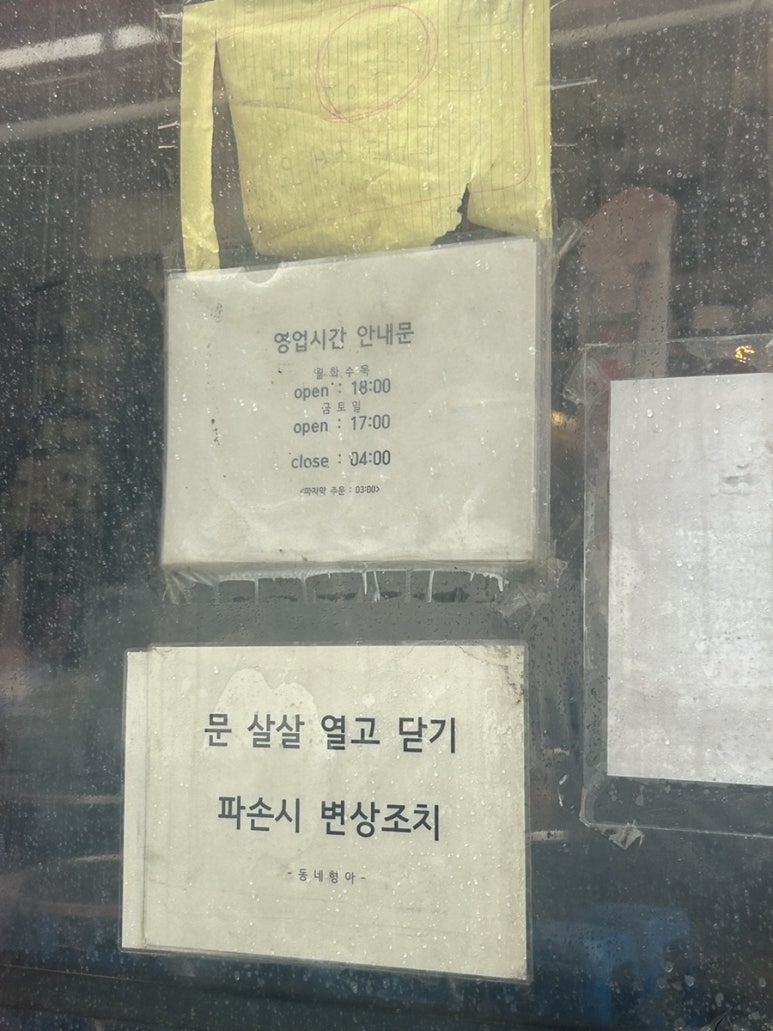 영업시간 안내문
월화수목
open : 18:00
금토일
open : 17:00
close : 04:00
<마지막 주문 : 03:00>
문 살살 열고 닫기
파손시 변상조치
-동네형아-